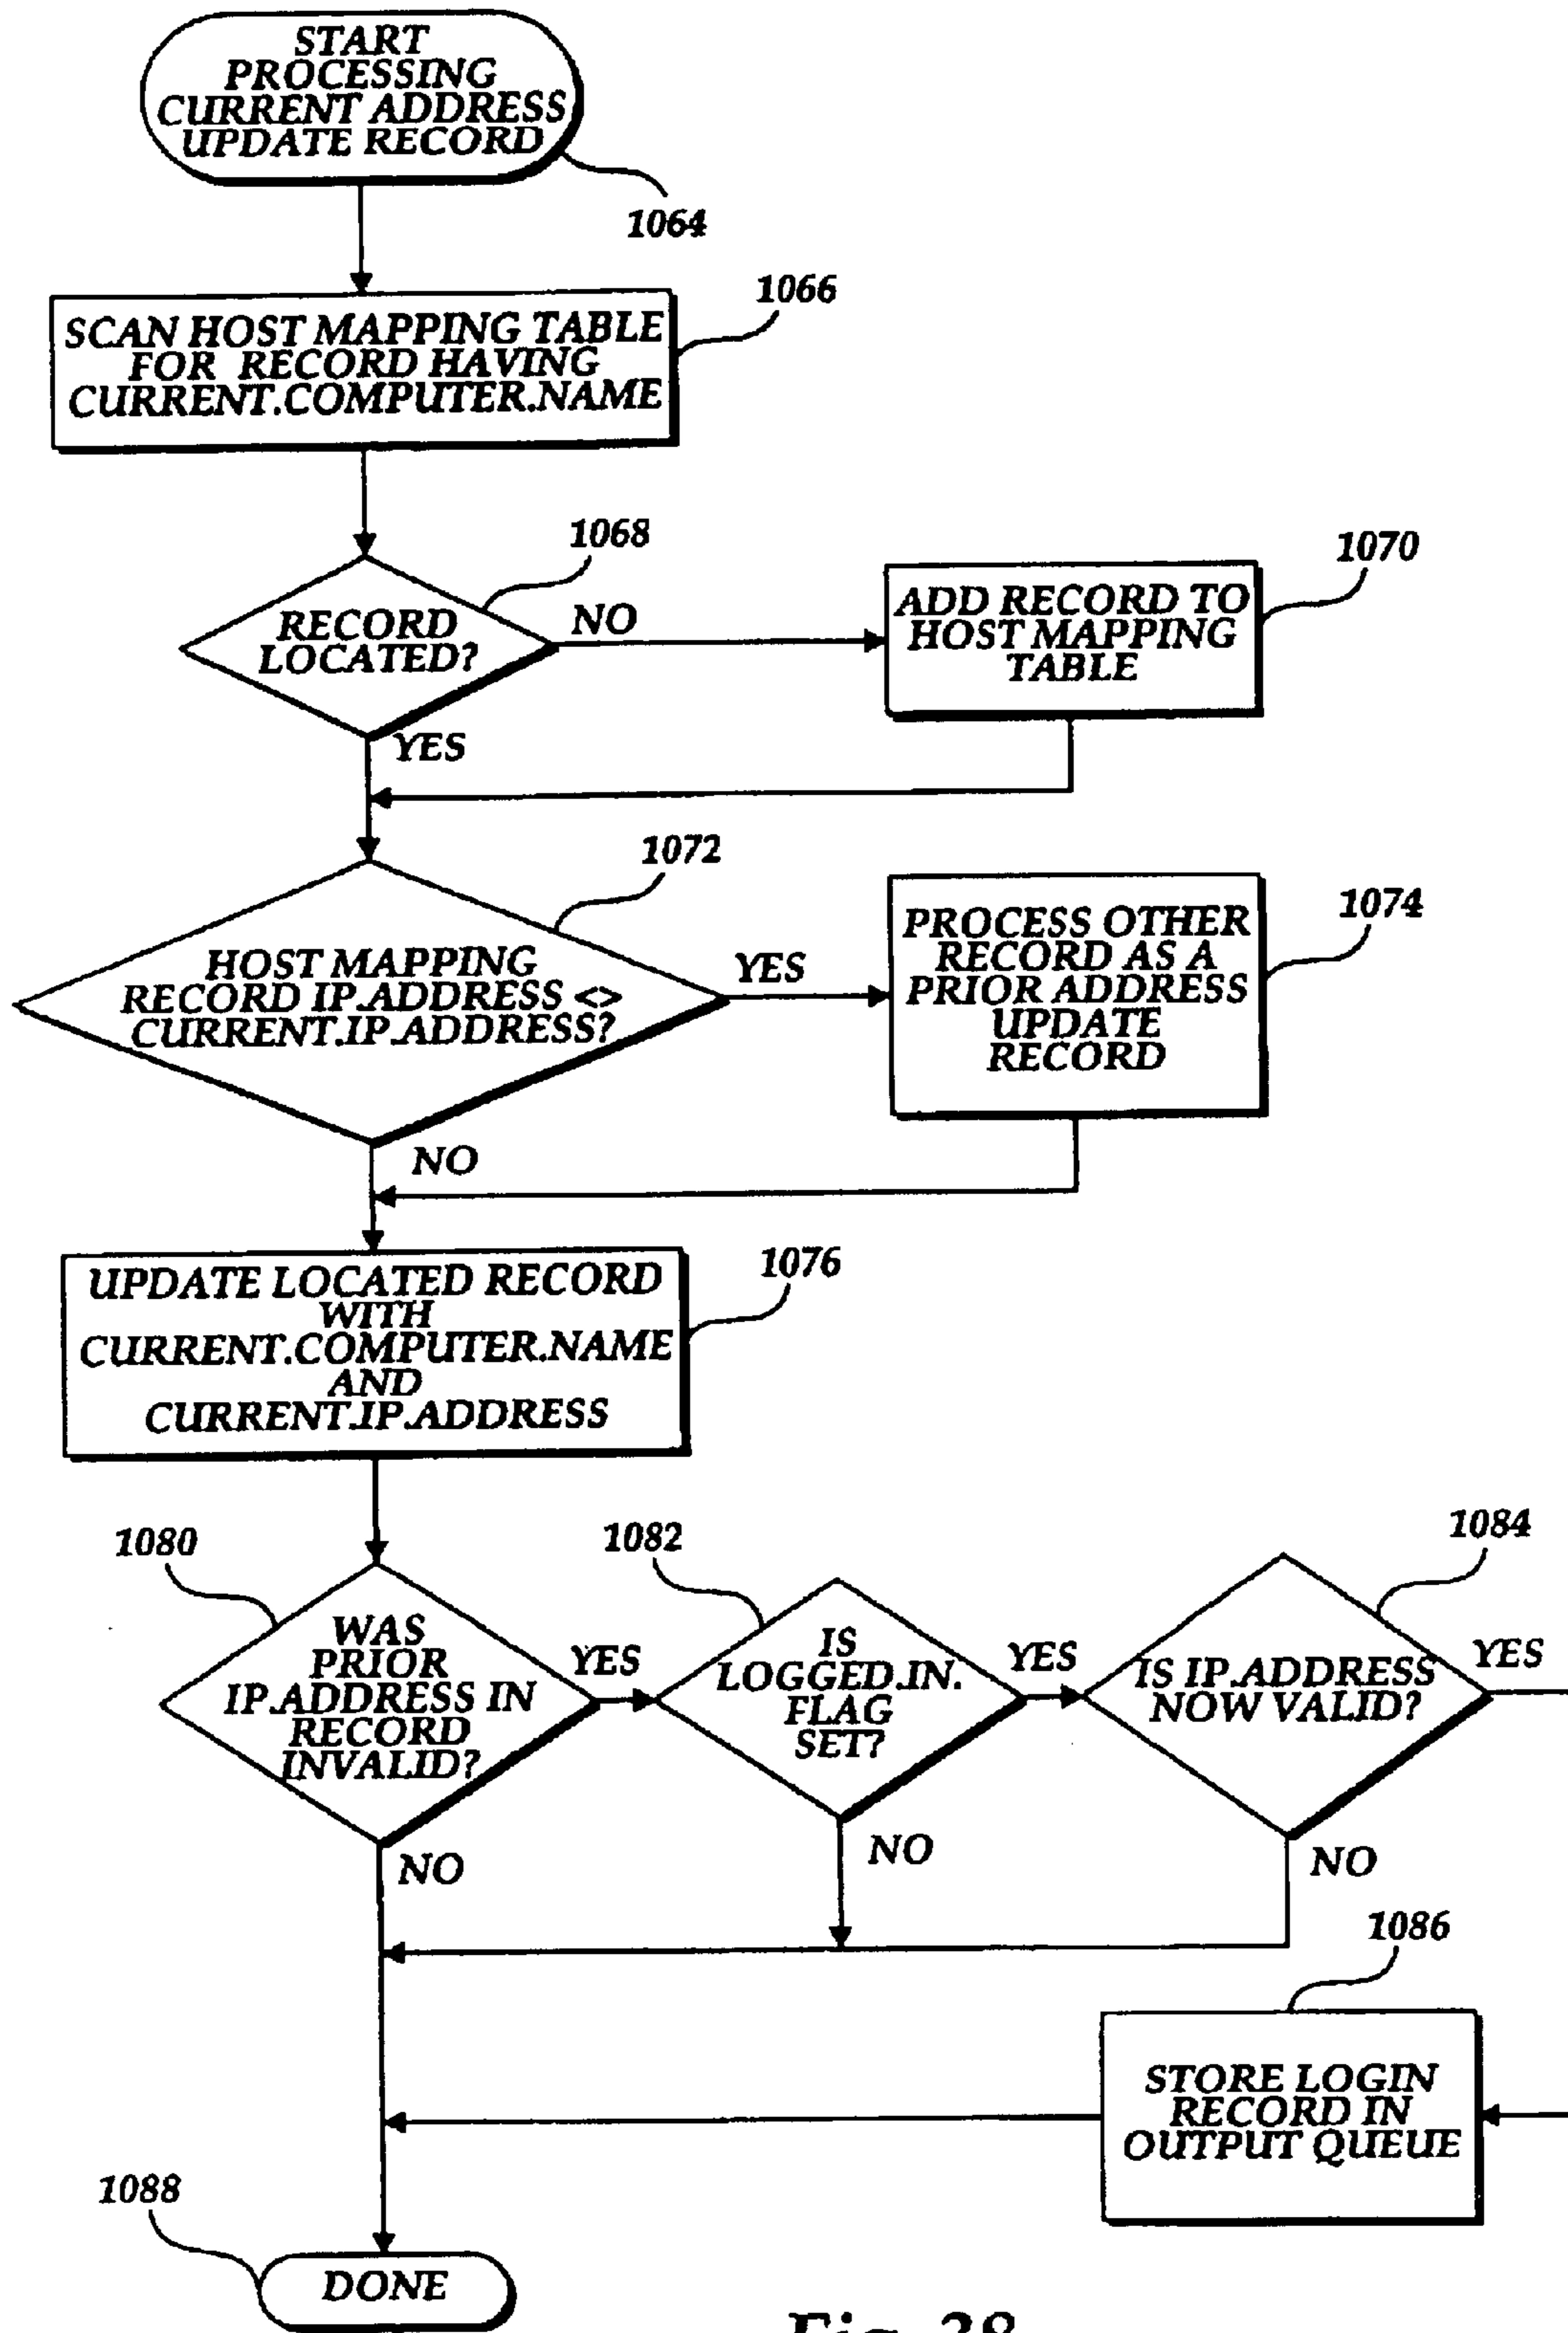 START
PROCESSING
CURRENT ADDRESS
UPDATE RECORD
1064
1066
SCAN HOST MAPPING TABLE
FOR RECORD HAVING
CURRENT.COMPUTER.NAME
1068
RECORD
LOCATED?
NO
YES
1070
ADD RECORD TO
HOST MAPPING
TABLE
1072
HOST MAPPING
RECORD IP.ADDRESS <>
CURRENT.IP.ADDRESS?
YES
NO
1074
PROCESS OTHER
RECORD AS A
PRIOR ADDRESS
UPDATE
RECORD
1076
UPDATE LOCATED RECORD
WITH
CURRENT.COMPUTER.NAME
AND
CURRENT.IP.ADDRESS
1080
WAS
PRIOR
IP.ADDRESS IN
RECORD
INVALID?
YES
NO
1082
IS
LOGGED.IN.
FLAG
SET?
YES
NO
1084
IS IP.ADDRESS
NOW VALID?
YES
NO
1086
STORE LOGIN
RECORD IN
OUTPUT QUEUE
1088
DONE
Fig. 38